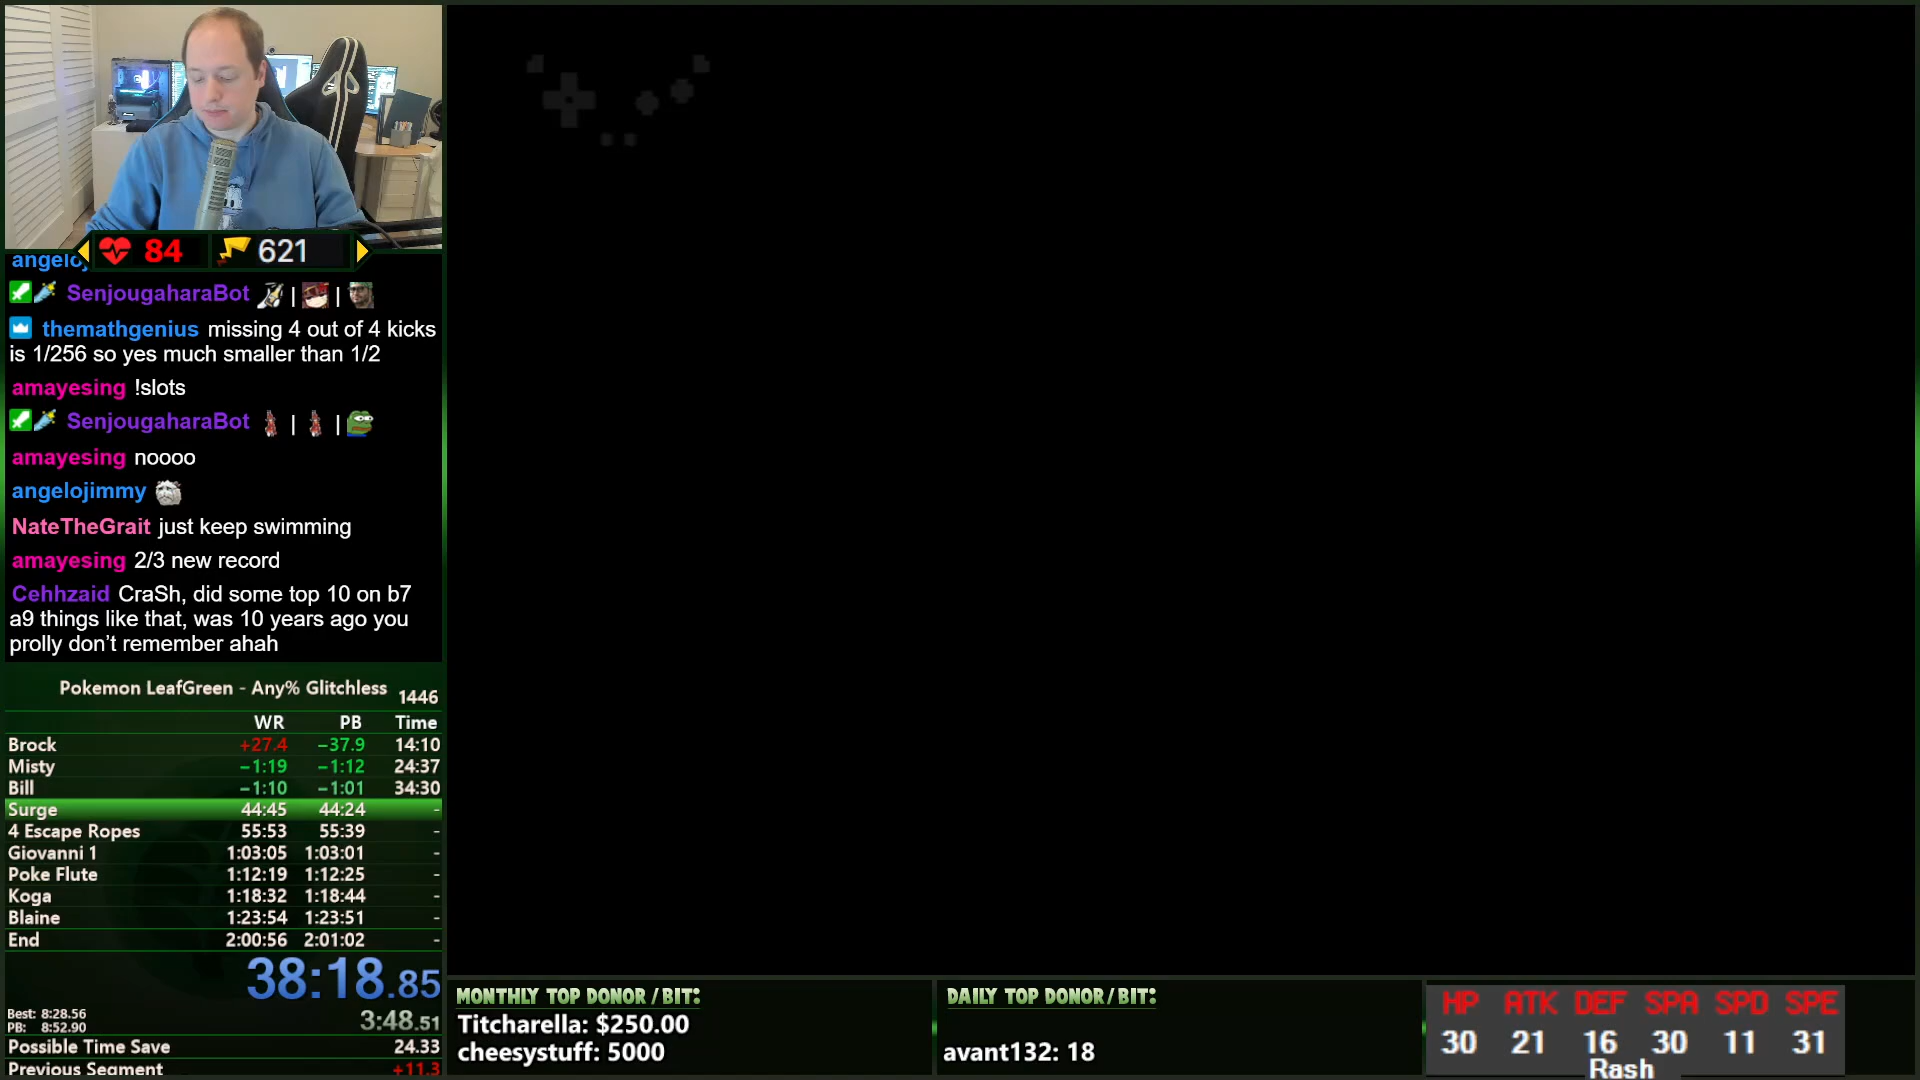 84 621
SenjougaharaBot | |
themathgenius missing 4 out of 4 kicks
is 1/256 so yes much smaller than 1/2
amayesing !slots
SenjougaharaBot | |
amayesing noooo
angelojimmy
NateTheGrait just keep swimming
amayesing 2/3 new record
Cehhzaid CraSh, did some top 10 on b7
a9 things like that, was 10 years ago you
prolly don't remember ahah
Pokemon LeafGreen - Any% Glitchless 1446
WR PB Time
Brock +27.4 −37.9 14:10
Misty −1:19 −1:12 24:37
Bill −1:10 −1:01 34:30
Surge 44:45 44:24 -
4 Escape Ropes 55:53 55:39 -
Giovanni 1 1:03:05 1:03:01 -
Poke Flute 1:12:19 1:12:25 -
Koga 1:18:32 1:18:44 -
Blaine 1:23:54 1:23:51 -
End 2:00:56 2:01:02 -
38:18.85
Best: 8:28.56
PB: 8:52.90
3:48.51
Possible Time Save 24.33
Previous Segment +11.3
MONTHLY TOP DONOR/BIT:
Titcharella: $250.00
cheesystuff: 5000
DAILY TOP DONOR/BIT:
avant132: 18
HP ATK DEF SPA SPD SPE
30 21 16 30 11 31
Rash